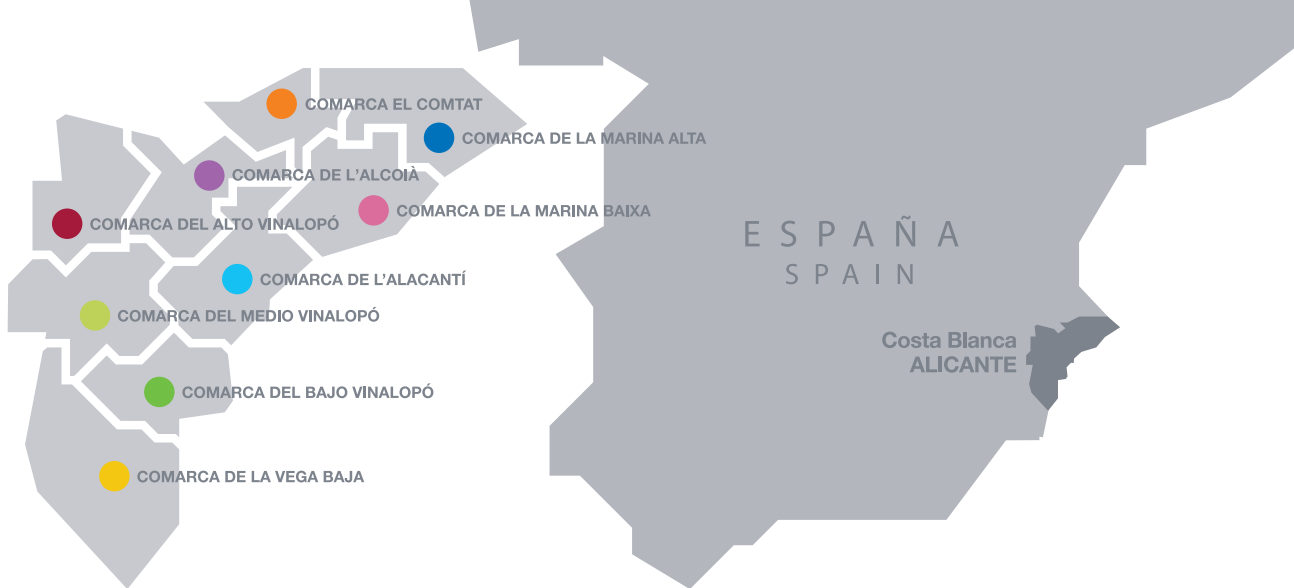 COMARCA EL COMTAT
COMARCA DE LA MARINA ALTA
COMARCA DE L'ALCOIÀ
COMARCA DE LA MARINA BAIXA
COMARCA DEL ALTO VINALOPÓ
COMARCA DE L'ALACANTÍ
COMARCA DEL MEDIO VINALOPÓ
COMARCA DEL BAJO VINALOPÓ
COMARCA DE LA VEGA BAJA
ESPAÑA
SPAIN
Costa Blanca
ALICANTE